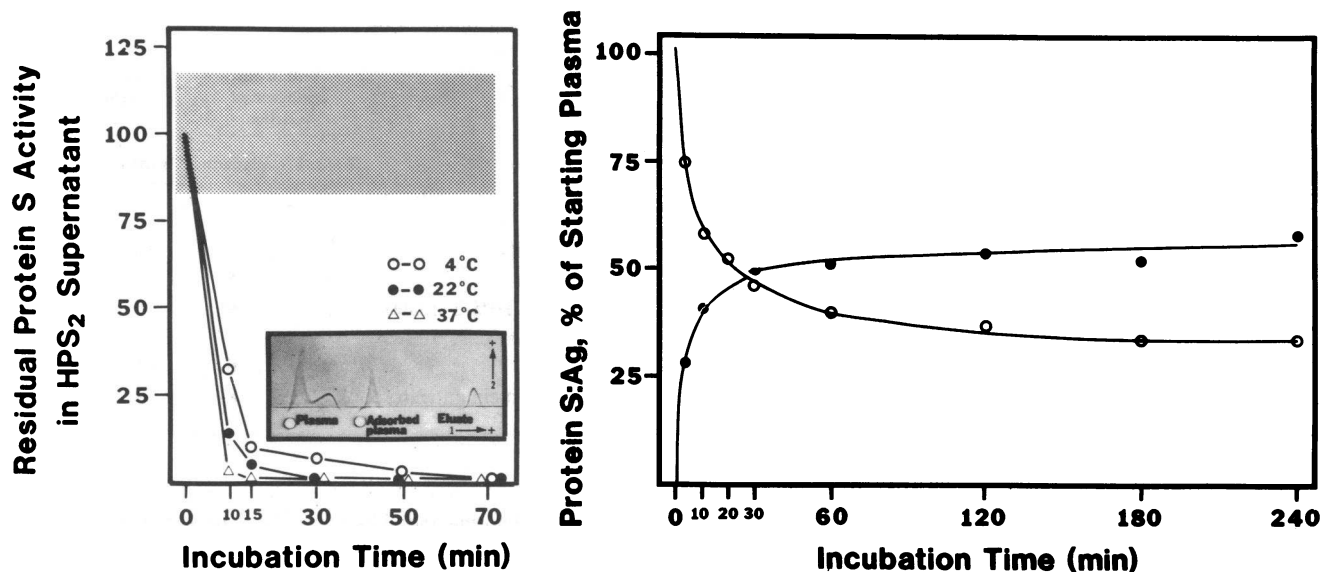 Residual Protein S Activity
in HPS2 Supernatant
125
100
75
50
25
4°C
22°C
37°C
+
2
Plasma
Adsorbed
plasma
Eluate
1
+
0
10
15
30
50
70
Incubation Time (min)
Protein S:Ag, % of Starting Plasma
100
75
50
25
0
10
20
30
60
120
180
240
Incubation Time (min)